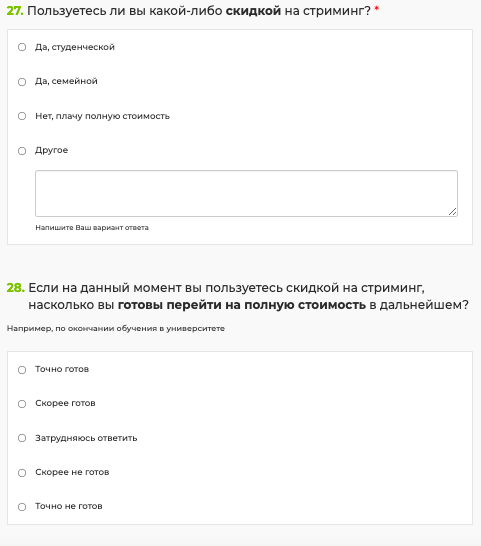 27. Пользуетесь ли вы какой-либо скидкой на стриминг? *
Да, студенческой
Да, семейной
Нет, плачу полную стоимость
Другое
Напишите Ваш вариант ответа
28. Если на данный момент вы пользуетесь скидкой на стриминг,
насколько вы готовы перейти на полную стоимость в дальнейшем?
Например, по окончании обучения в университете
Точно готов
Скорее готов
Затрудняюсь ответить
Скорее не готов
Точно не готов